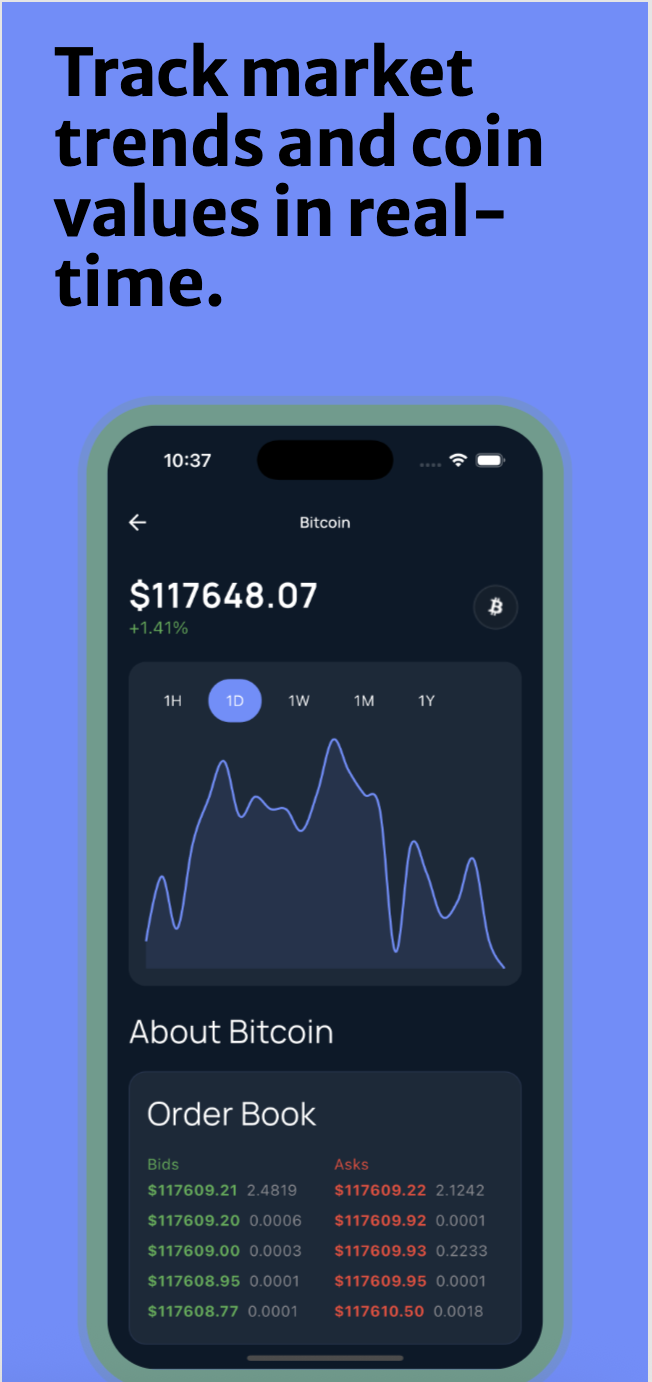 Track market
trends and coin
values in real-
time.
10:37
Bitcoin
$117648.07
+1.41%
1H 1D 1W 1M 1Y
About Bitcoin
Order Book
Bids Asks
$117609.21 2.4819 $117609.22 2.1242
$117609.20 0.0006 $117609.92 0.0001
$117609.00 0.0003 $117609.93 0.2233
$117608.95 0.0001 $117609.95 0.0001
$117608.77 0.0001 $117610.50 0.0018